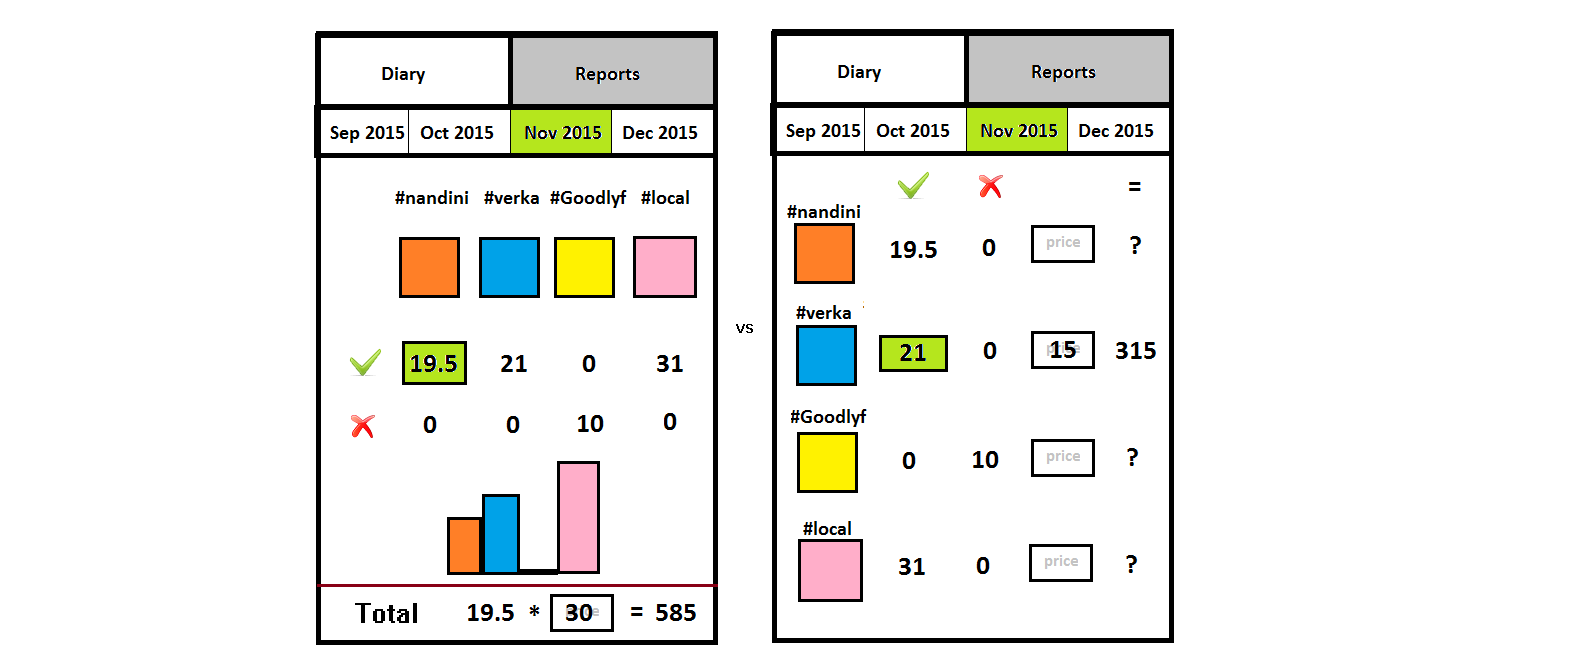 Diary Reports
Sep 2015 Oct 2015 Nov 2015 Dec 2015
#nandini #verka #Goodlyf #local
19.5 21 0 31
0 0 10 0
Total 19.5 * 30 = 585
vs
Diary Reports
Sep 2015 Oct 2015 Nov 2015 Dec 2015
=
#nandini
19.5 0 price ?
#verka
21 0 15 315
#Goodlyf
0 10 price ?
#local
31 0 price ?